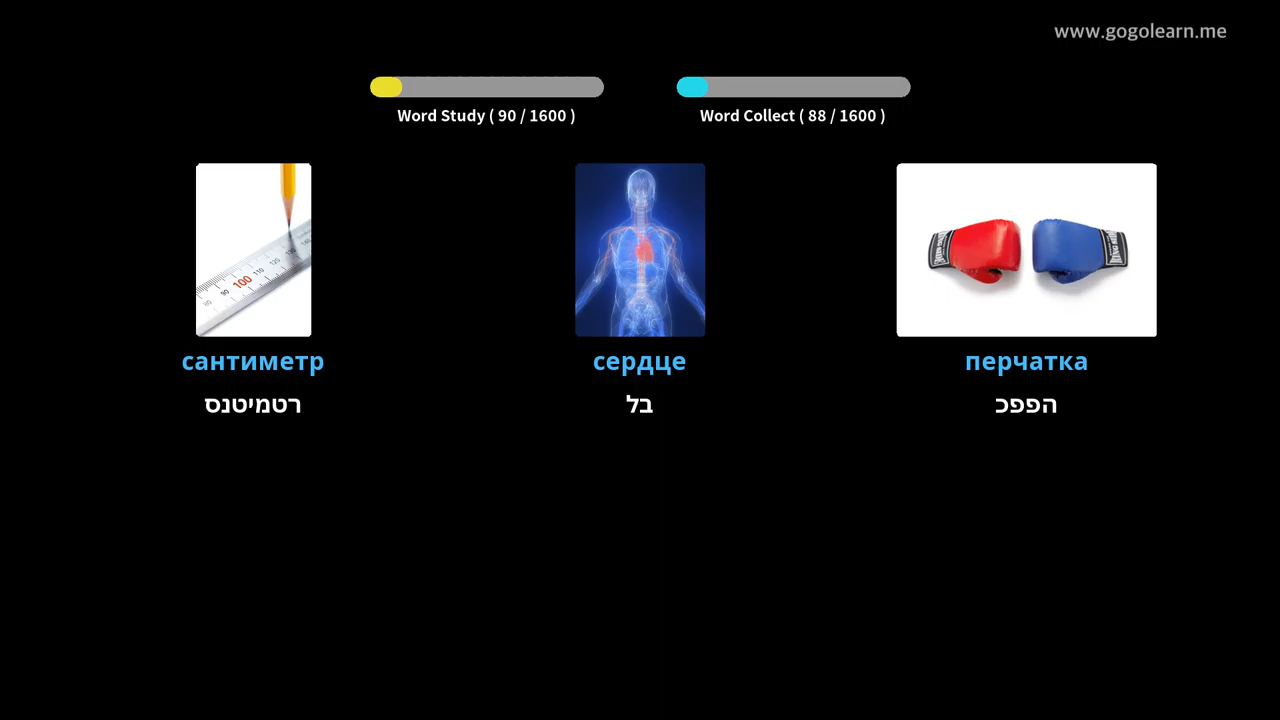 www.gogolearn.me
Word Study ( 90 / 1600 )
Word Collect ( 88 / 1600 )
сантиметр
רטמיטנס
сердце
בל
перчатка
הפפכ